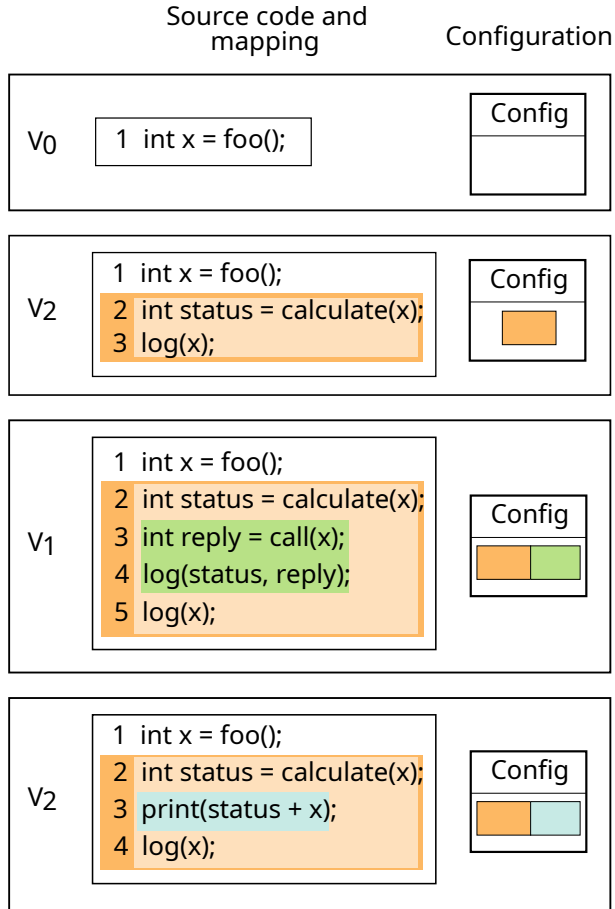 Source code and
mapping
Configuration
V0
1 int x = foo();
Config
V2
1 int x = foo();
2 int status = calculate(x);
3 log(x);
Config
V1
1 int x = foo();
2 int status = calculate(x);
3 int reply = call(x);
4 log(status, reply);
5 log(x);
Config
V2
1 int x = foo();
2 int status = calculate(x);
3 print(status + x);
4 log(x);
Config